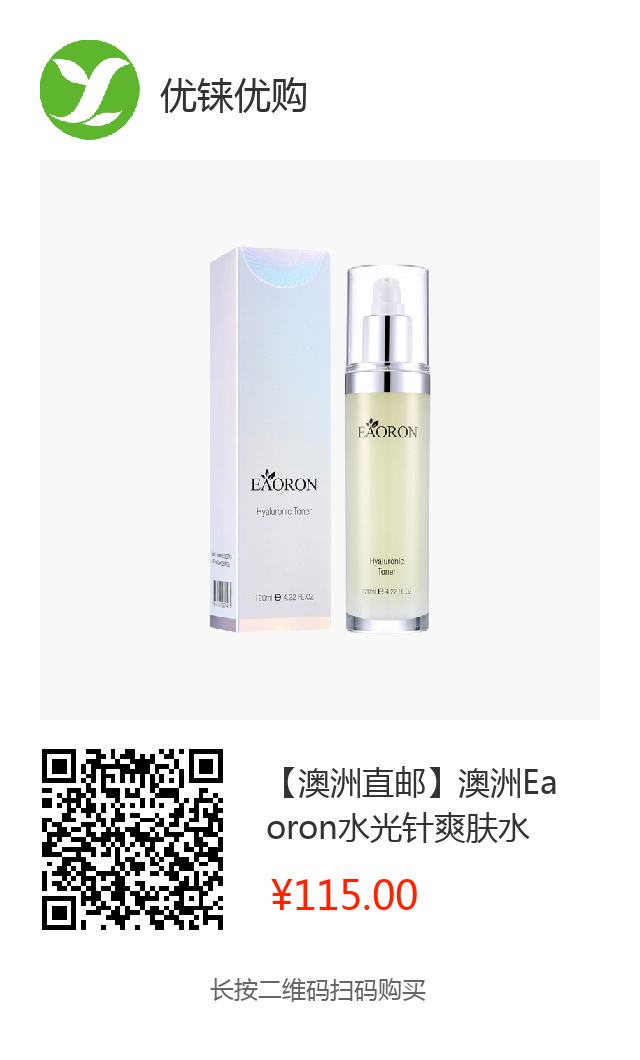 优铼优购
EAORON
Hyaluronic Toner
120ml ℮ 4.22 FL.OZ
EAORON
Hyaluronic
Toner
120ml ℮ 4.22 FL.OZ
【澳洲直邮】澳洲Ea
oron水光针爽肤水
¥115.00
长按二维码扫码购买